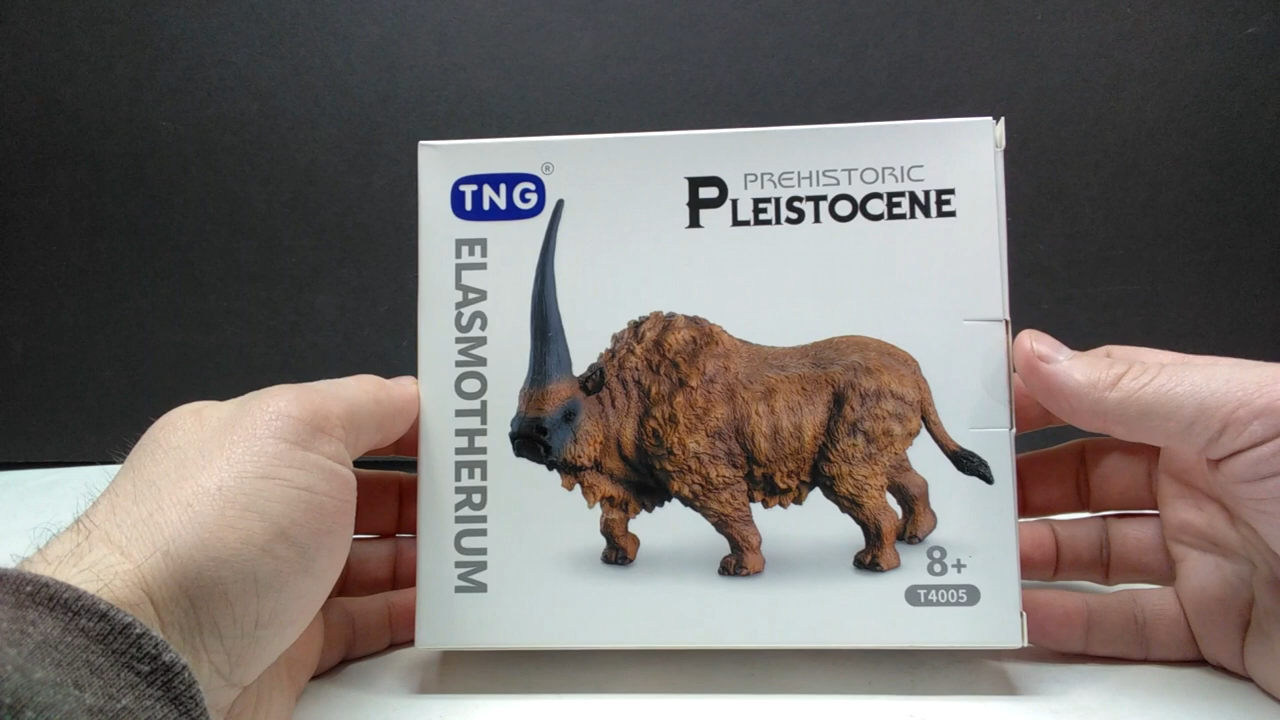 TNG®
PREHISTORIC
PLEISTOCENE
ELASMOTHERIUM
8+
T4005